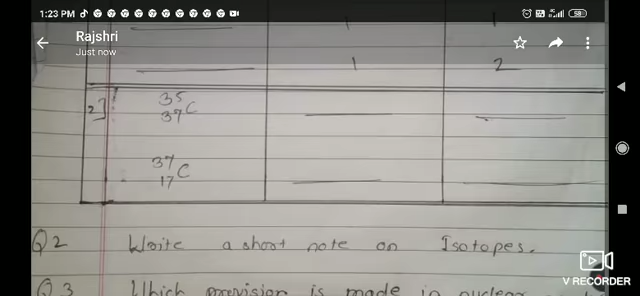 1:23 PM
58
Rajshri
Just now
1
2
2]
35
37 C
37
17 C
Q2 Write a short note on Isotopes.
Q3 Which provision is made in nuclear
V RECORDER